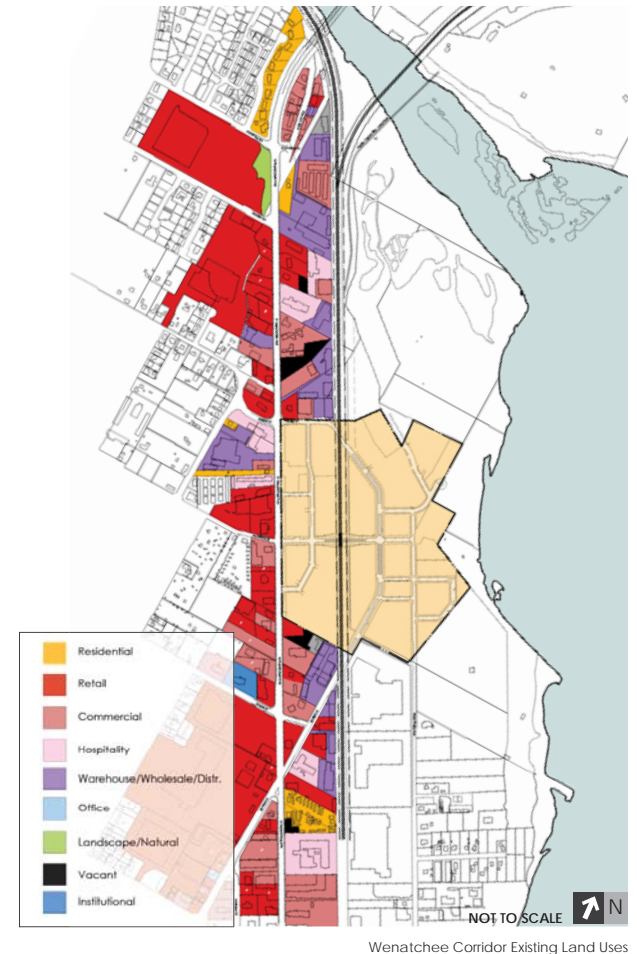 Residential
Retail
Commercial
Hospitality
Warehouse/Wholesale/Distr.
Office
Landscape/Natural
Vacant
Institutional
NOT TO SCALE
N
Wenatchee Corridor Existing Land Uses